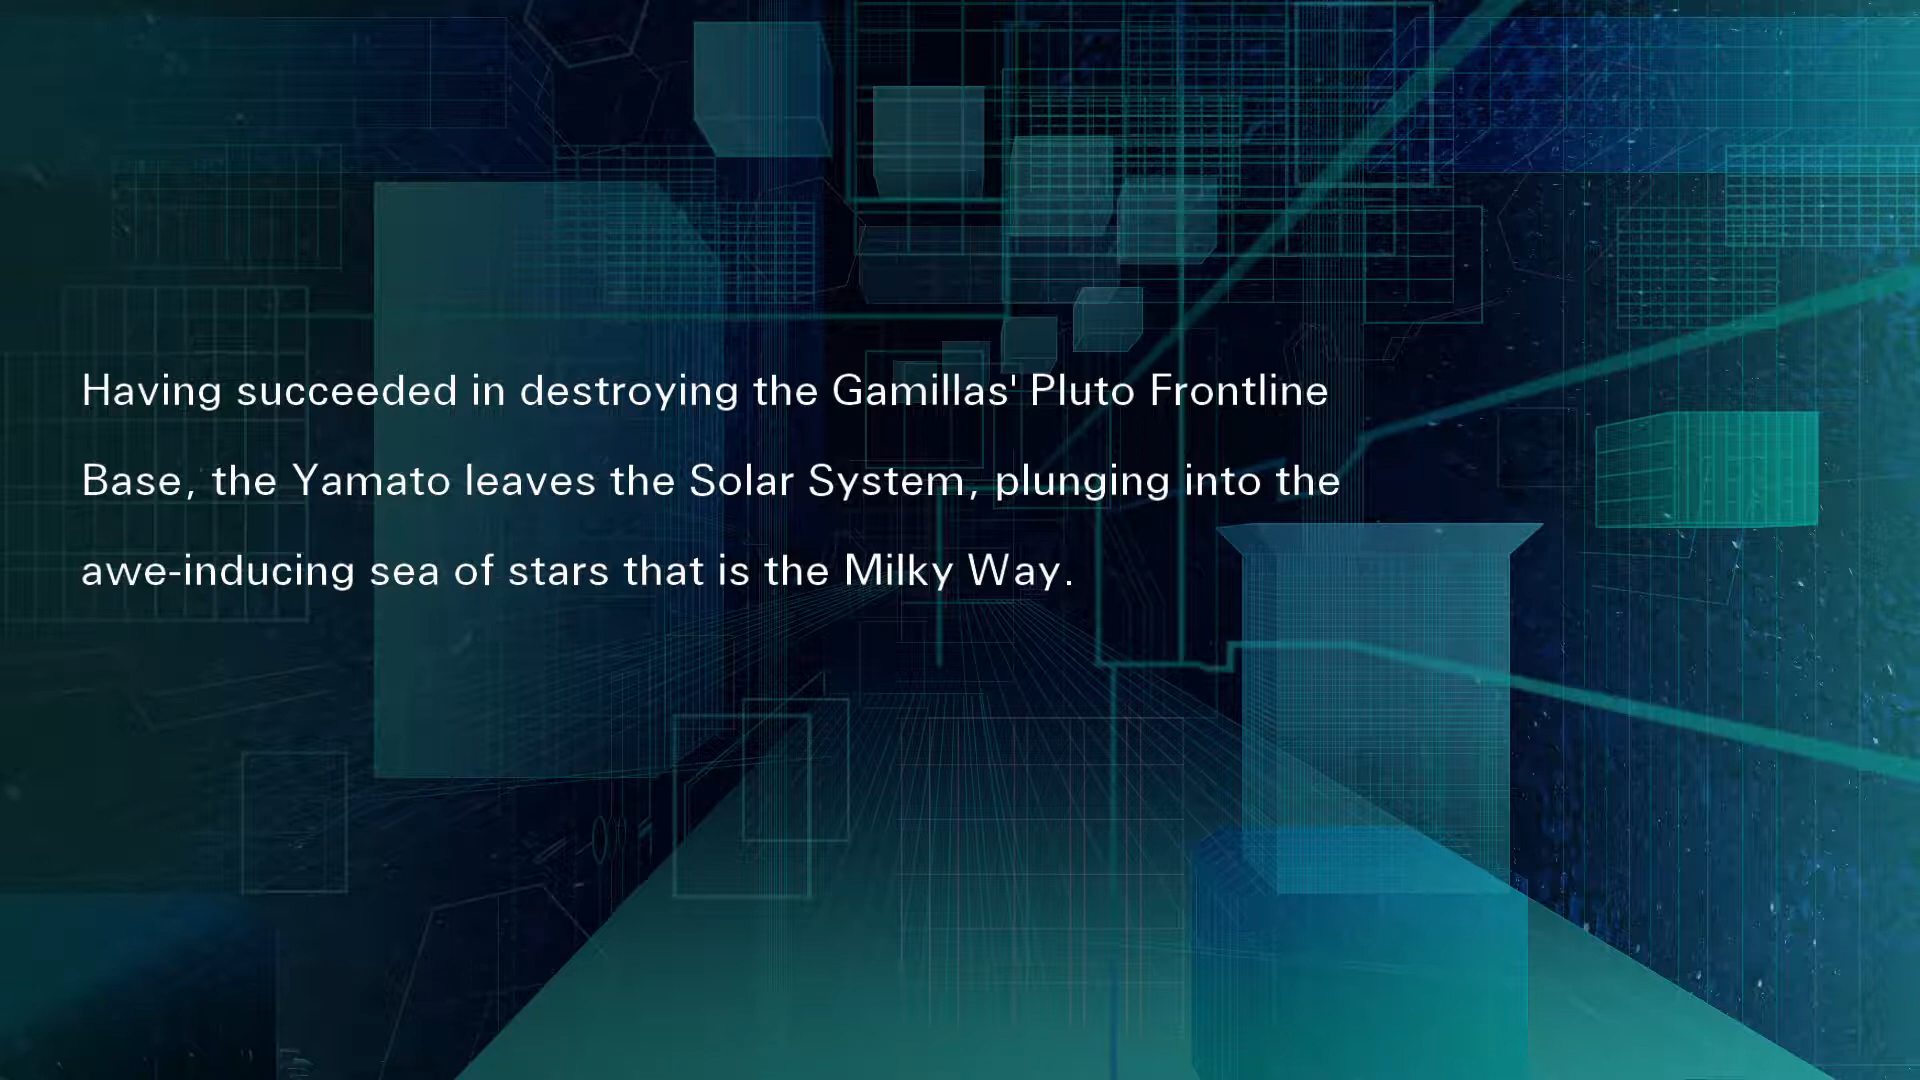 Having succeeded in destroying the Gamillas' Pluto Frontline
Base, the Yamato leaves the Solar System, plunging into the
awe-inducing sea of stars that is the Milky Way.